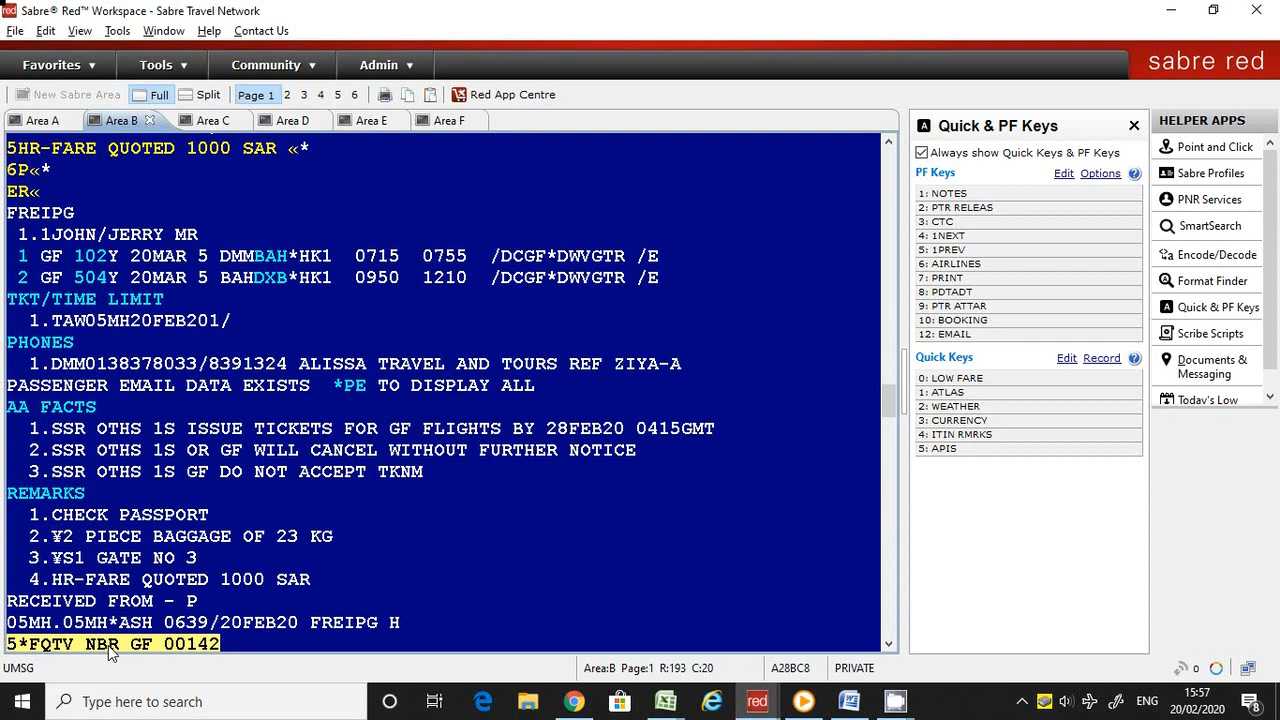 Sabre® Red™ Workspace - Sabre Travel Network
File Edit View Tools Window Help Contact Us
Favorites Tools Community Admin sabre red
New Sabre Area Full Split Page 1 2 3 4 5 6 Red App Centre
Area A Area B Area C Area D Area E Area F
5HR-FARE QUOTED 1000 SAR «*
6P«*
ER«
FREIPG
1.1JOHN/JERRY MR
1 GF 102Y 20MAR 5 DMMBAH*HK1 0715 0755 /DCGF*DWVGTR /E
2 GF 504Y 20MAR 5 BAHDXB*HK1 0950 1210 /DCGF*DWVGTR /E
TKT/TIME LIMIT
1.TAW05MH20FEB201/
PHONES
1.DMM0138378033/8391324 ALISSA TRAVEL AND TOURS REF ZIYA-A
PASSENGER EMAIL DATA EXISTS *PE TO DISPLAY ALL
AA FACTS
1.SSR OTHS 1S ISSUE TICKETS FOR GF FLIGHTS BY 28FEB20 0415GMT
2.SSR OTHS 1S OR GF WILL CANCEL WITHOUT FURTHER NOTICE
3.SSR OTHS 1S GF DO NOT ACCEPT TKNM
REMARKS
1.CHECK PASSPORT
2.¥2 PIECE BAGGAGE OF 23 KG
3.¥S1 GATE NO 3
4.HR-FARE QUOTED 1000 SAR
RECEIVED FROM - P
05MH.05MH*ASH 0639/20FEB20 FREIPG H
5*FQTV NBR GF 00142
Quick & PF Keys
Always show Quick Keys & PF Keys
PF Keys Edit Options
1: NOTES
2: PTR RELEAS
3: CTC
4: 1NEXT
5: 1PREV
6: AIRLINES
7: PRINT
8: PDTADT
9: PTR ATTAR
10: BOOKING
12: EMAIL
Quick Keys Edit Record
0: LOW FARE
1: ATLAS
2: WEATHER
3: CURRENCY
4: ITIN RMRKS
5: APIS
HELPER APPS
Point and Click
Sabre Profiles
PNR Services
SmartSearch
Encode/Decode
Format Finder
Quick & PF Keys
Scribe Scripts
Documents &
Messaging
Today's Low
UMSG Area:B Page:1 R:193 C:20 A28BC8 PRIVATE 0
Type here to search red ENG 15:57
20/02/2020 8